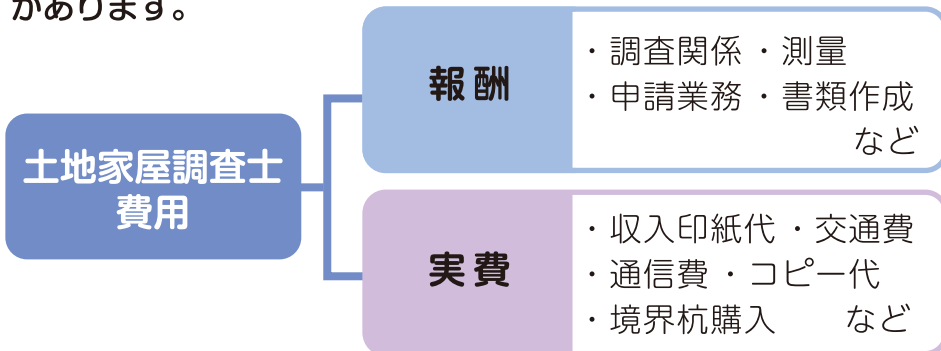 があります。
土地家屋調査士
費用
報酬
・調査関係 ・測量
・申請業務 ・書類作成
など
実費
・収入印紙代 ・交通費
・通信費 ・コピー代
・境界杭購入 など